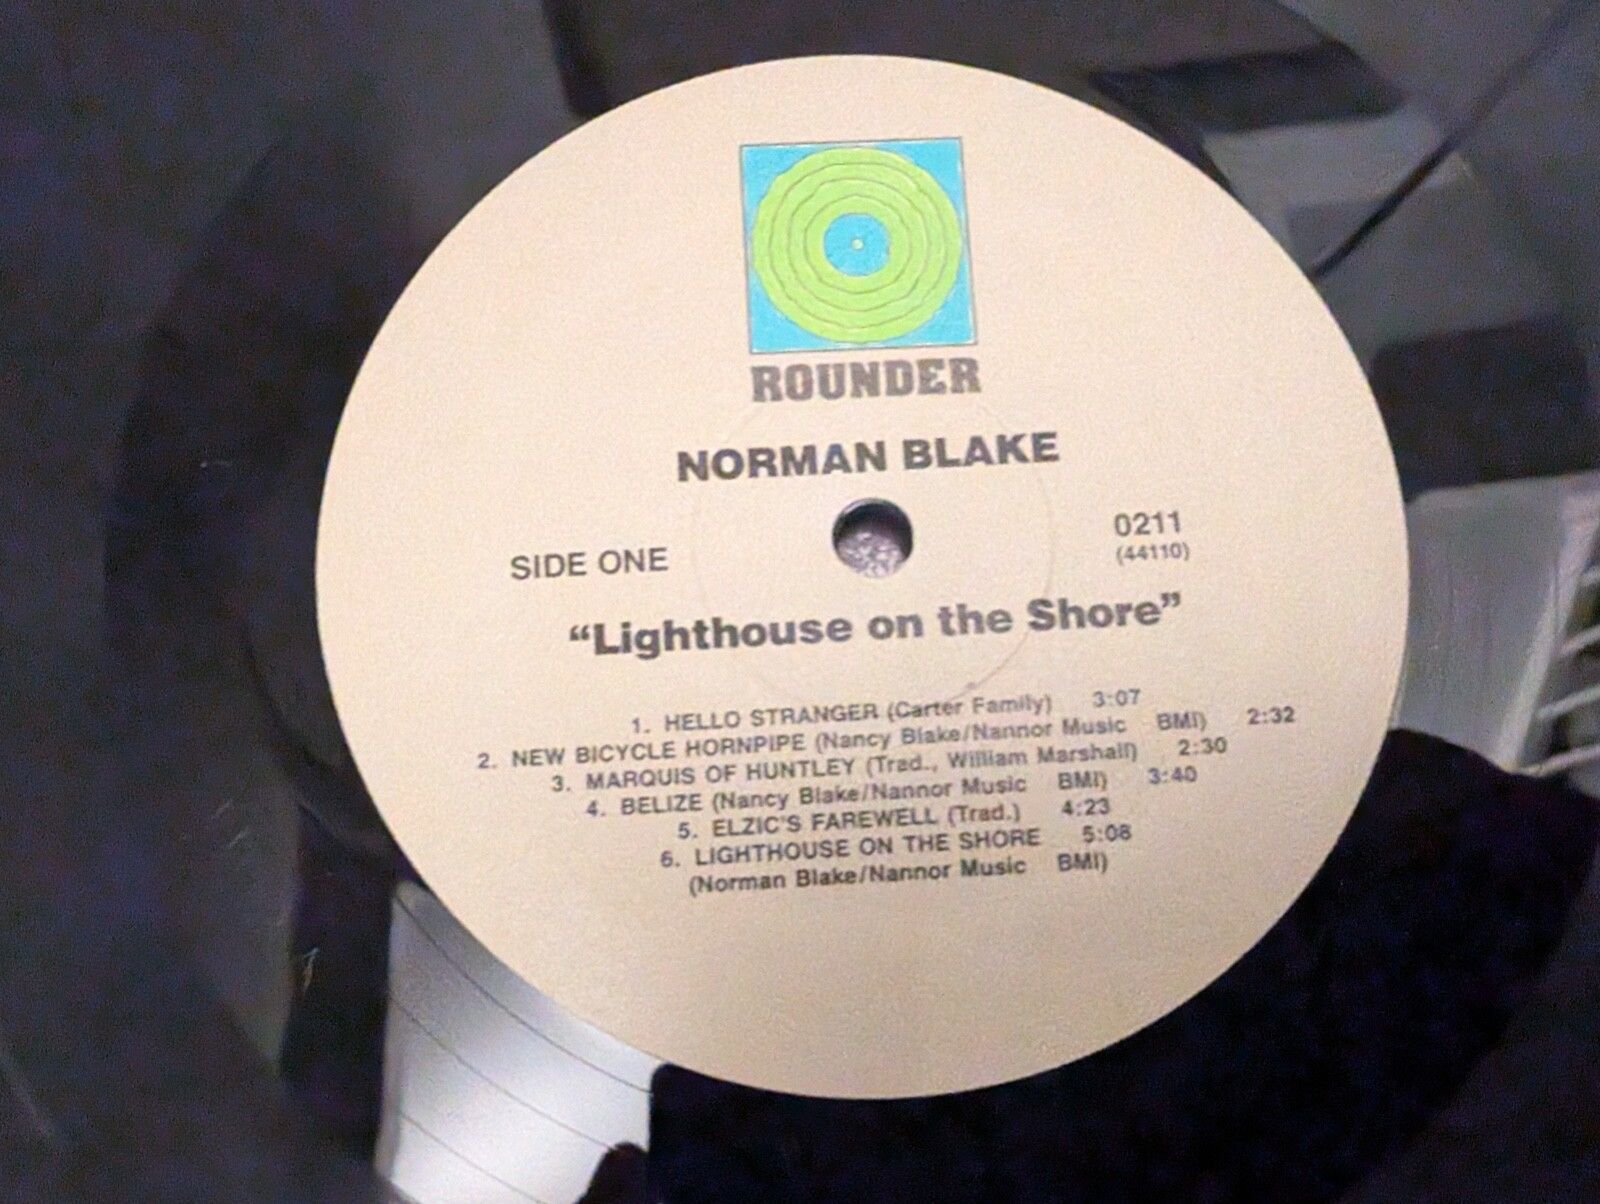 ROUNDER
NORMAN BLAKE
SIDE ONE
0211
(44110)
“Lighthouse on the Shore”
1. HELLO STRANGER (Carter Family) 3:07
2. NEW BICYCLE HORNPIPE (Nancy Blake/Nannor Music BMI) 2:32
3. MARQUIS OF HUNTLEY (Trad., William Marshall) 2:30
4. BELIZE (Nancy Blake/Nannor Music BMI) 3:40
5. ELZIC'S FAREWELL (Trad.) 4:23
6. LIGHTHOUSE ON THE SHORE 5:08
(Norman Blake/Nannor Music BMI)